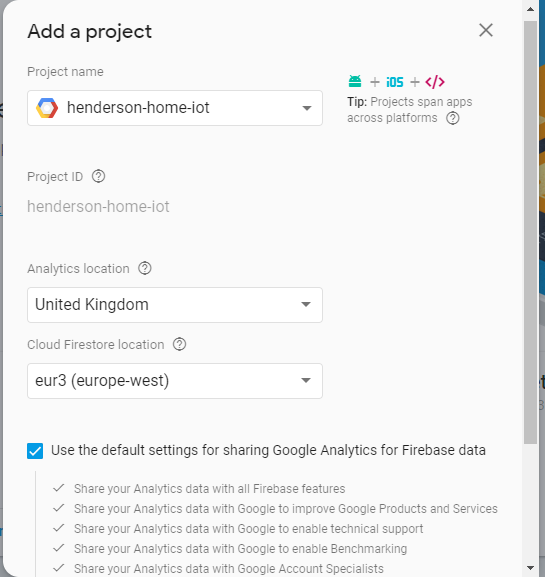 Add a project
Project name
henderson-home-iot
+ iOS + </>
Tip: Projects span apps
across platforms
Project ID
henderson-home-iot
Analytics location
United Kingdom
Cloud Firestore location
eur3 (europe-west)
Use the default settings for sharing Google Analytics for Firebase data
Share your Analytics data with all Firebase features
Share your Analytics data with Google to improve Google Products and Services
Share your Analytics data with Google to enable technical support
Share your Analytics data with Google to enable Benchmarking
Share your Analytics data with Google Account Specialists